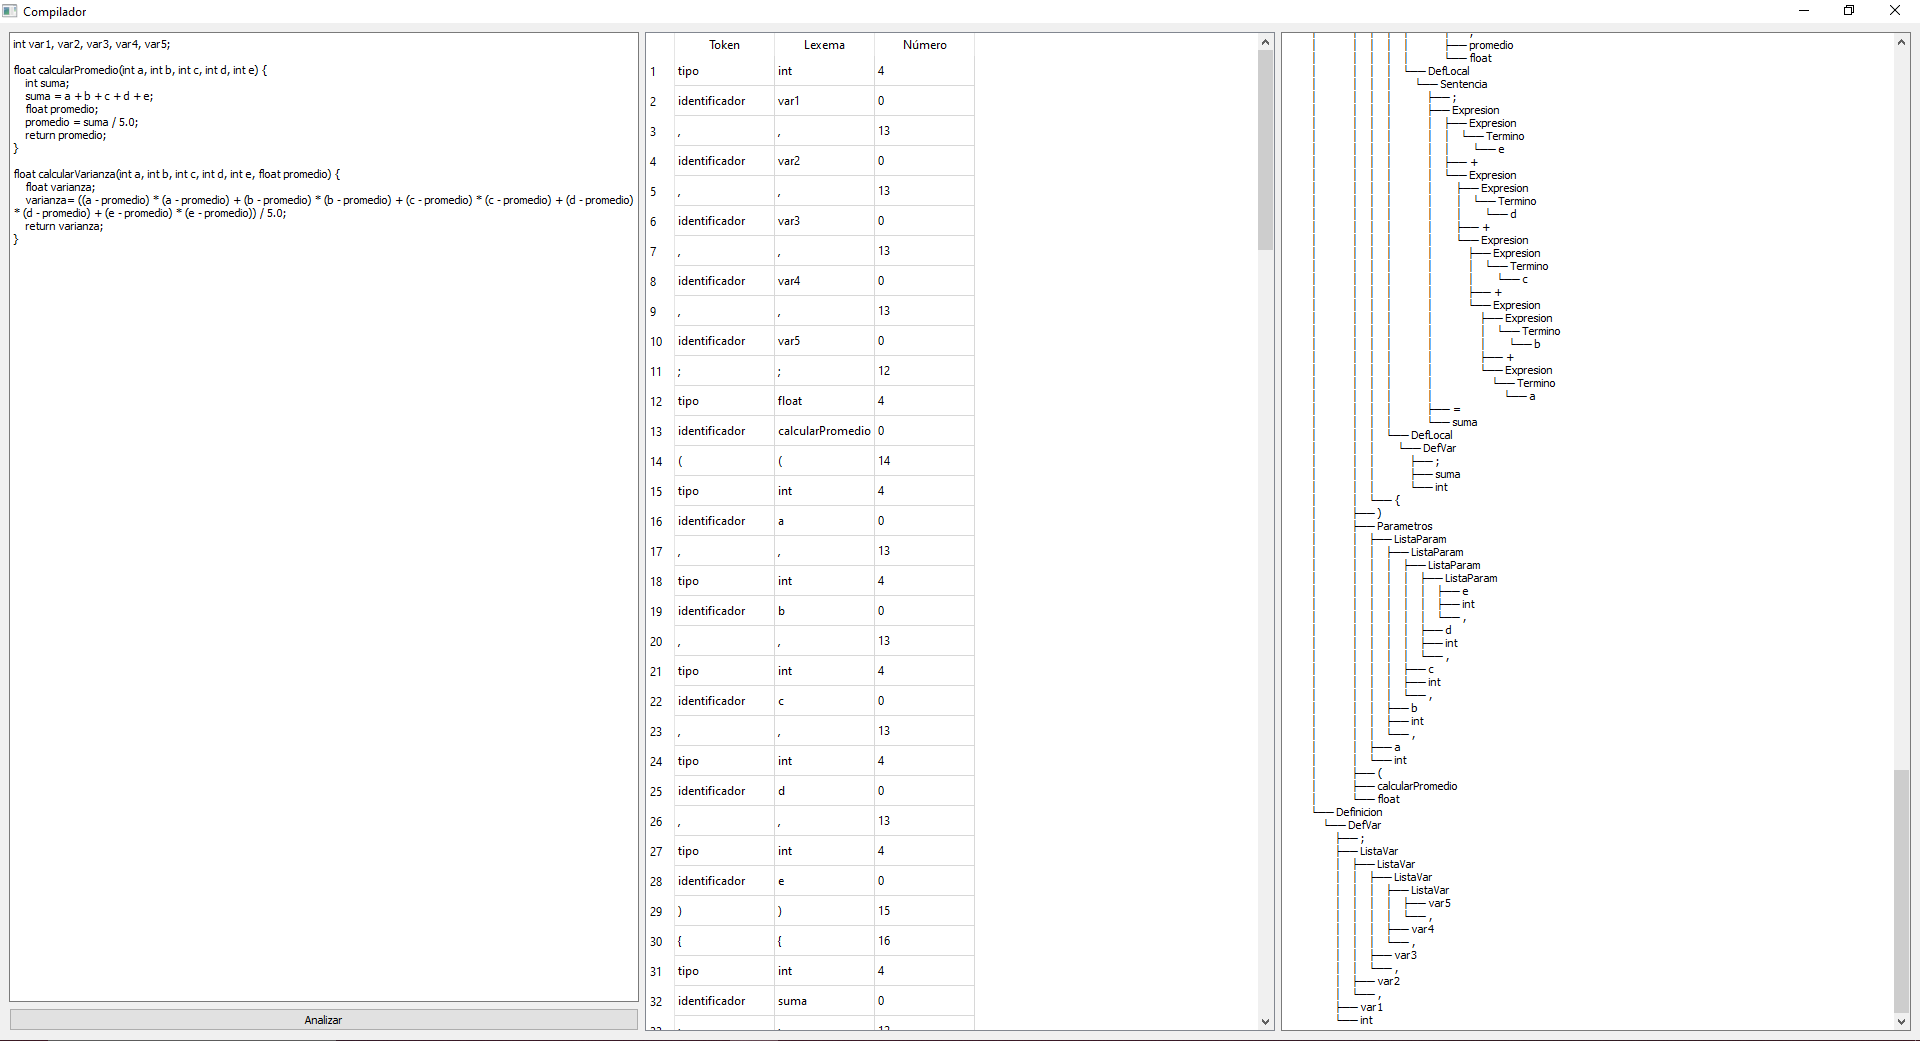 Compilador
int var1, var2, var3, var4, var5;
float calcularPromedio(int a, int b, int c, int d, int e) {
int suma;
suma = a + b + c + d + e;
float promedio;
promedio = suma / 5.0;
return promedio;
}
float calcularVarianza(int a, int b, int c, int d, int e, float promedio) {
float varianza;
varianza= ((a - promedio) * (a - promedio) + (b - promedio) * (b - promedio) + (c - promedio) * (c - promedio) + (d - promedio)
* (d - promedio) + (e - promedio) * (e - promedio)) / 5.0;
return varianza;
}
Analizar
Token Lexema Número
1 tipo int 4
2 identificador var1 0
3 , , 13
4 identificador var2 0
5 , , 13
6 identificador var3 0
7 , , 13
8 identificador var4 0
9 , , 13
10 identificador var5 0
11 ; ; 12
12 tipo float 4
13 identificador calcularPromedio 0
14 ( ( 14
15 tipo int 4
16 identificador a 0
17 , , 13
18 tipo int 4
19 identificador b 0
20 , , 13
21 tipo int 4
22 identificador c 0
23 , , 13
24 tipo int 4
25 identificador d 0
26 , , 13
27 tipo int 4
28 identificador e 0
29 ) ) 15
30 { { 16
31 tipo int 4
32 identificador suma 0
promedio
float
DefLocal
Sentencia
;
Expresion
Expresion
Termino
e
+
Expresion
Expresion
Termino
d
+
Expresion
Expresion
Termino
c
+
Expresion
Expresion
Termino
b
+
Expresion
Termino
a
=
suma
DefLocal
DefVar
;
suma
int
{
)
Parametros
ListaParam
ListaParam
ListaParam
ListaParam
e
int
,
d
int
,
c
int
,
b
int
,
a
int
(
calcularPromedio
float
Definicion
DefVar
;
ListaVar
ListaVar
ListaVar
ListaVar
var5
,
var4
,
var3
,
var2
,
var1
int